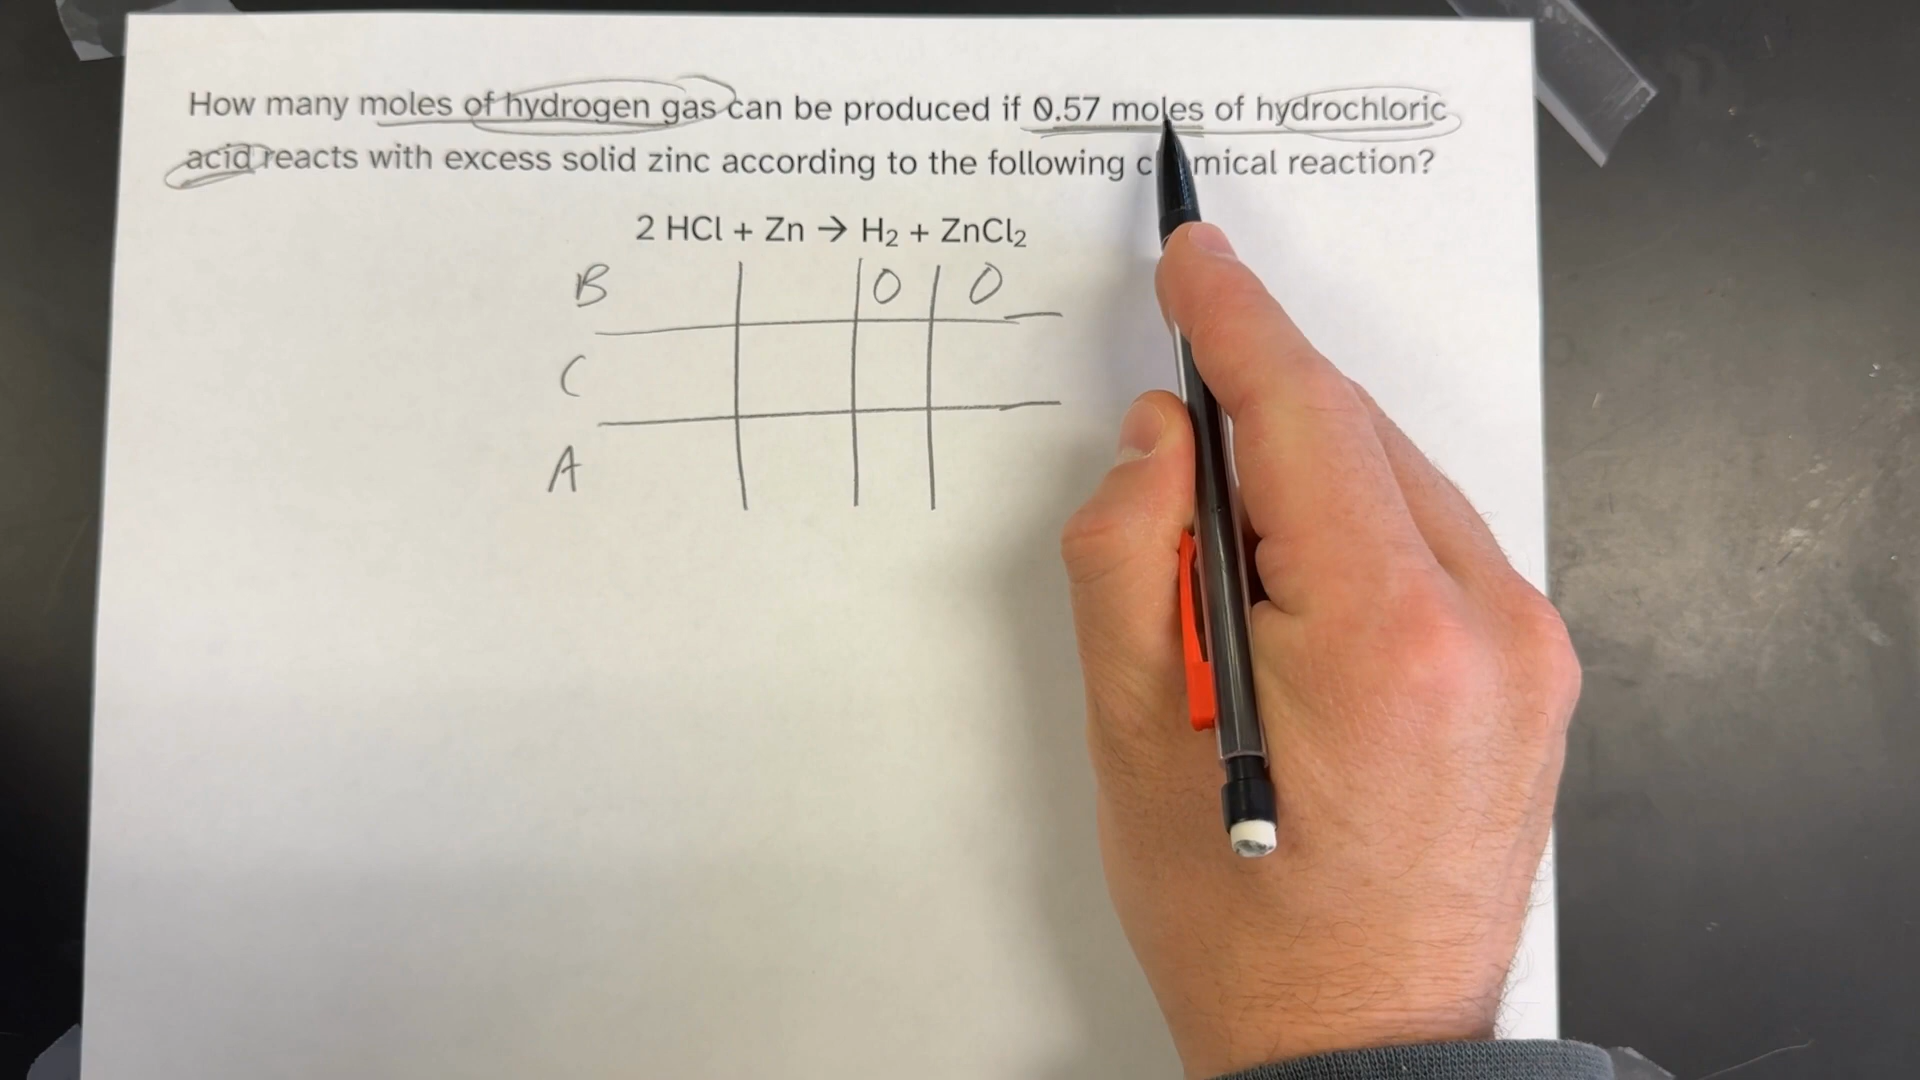 How many moles of hydrogen gas can be produced if 0.57 moles of hydrochloric
acid reacts with excess solid zinc according to the following reaction?
2 HCl + Zn → H₂ + ZnCl₂
B 0 0
C
A